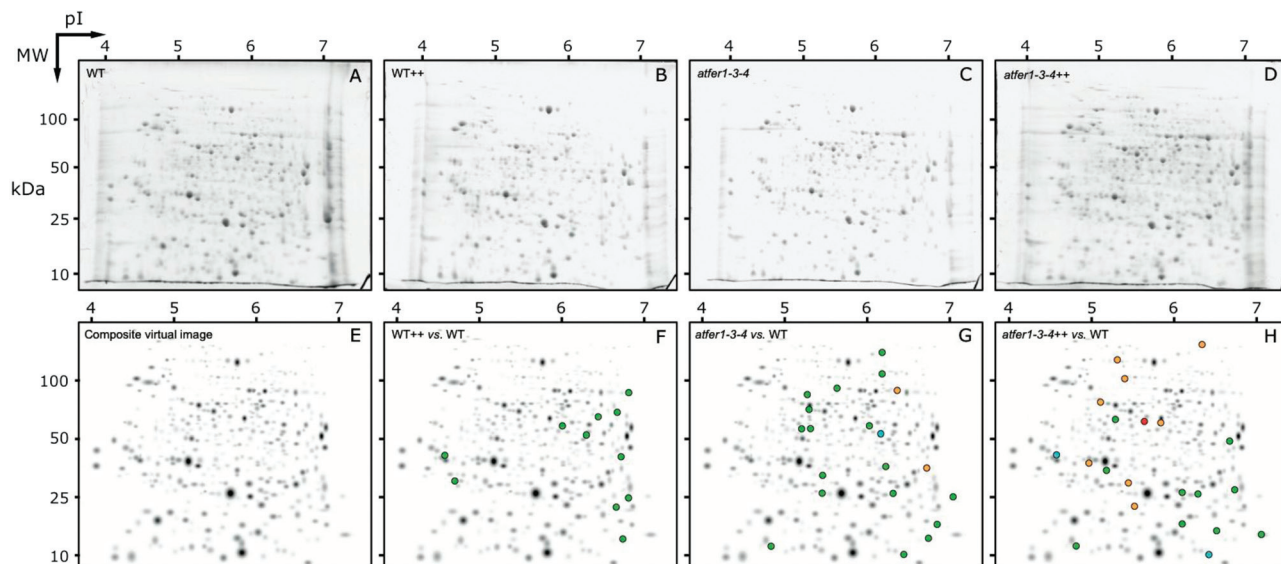 pI
MW
4 5 6 7 4 5 6 7 4 5 6 7 4 5 6 7
WT A WT++ B atfer1-3-4 C atfer1-3-4++ D
100
50
kDa
25
10
4 5 6 7 4 5 6 7 4 5 6 7 4 5 6 7
Composite virtual image E WT++ vs. WT F atfer1-3-4 vs. WT G atfer1-3-4++ vs. WT H
100
50
25
10